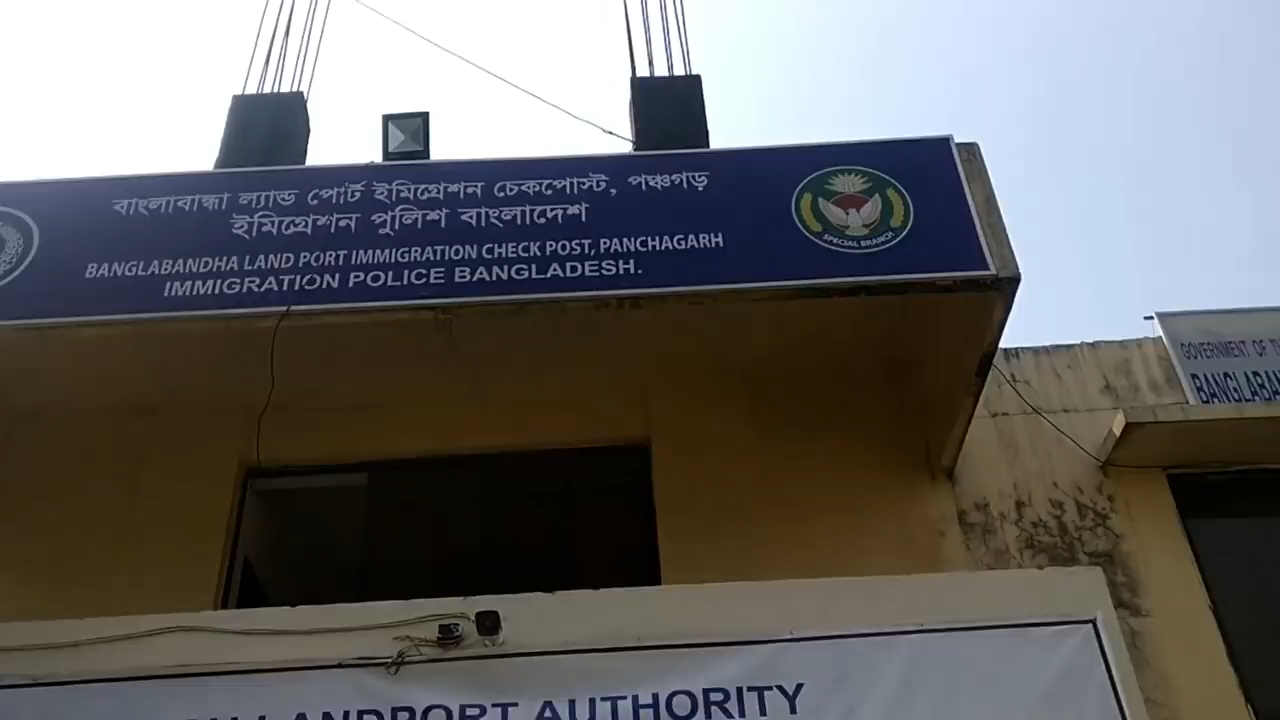 বাংলাবান্ধা ল্যান্ড পোর্ট ইমিগ্রেশন চেকপোস্ট, পঞ্চগড়
ইমিগ্রেশন পুলিশ বাংলাদেশ
BANGLABANDHA LAND PORT IMMIGRATION CHECK POST, PANCHAGARH
IMMIGRATION POLICE BANGLADESH.
SPECIAL BRANCH
GOVERNMENT OF
LANDPORT AUTHORITY